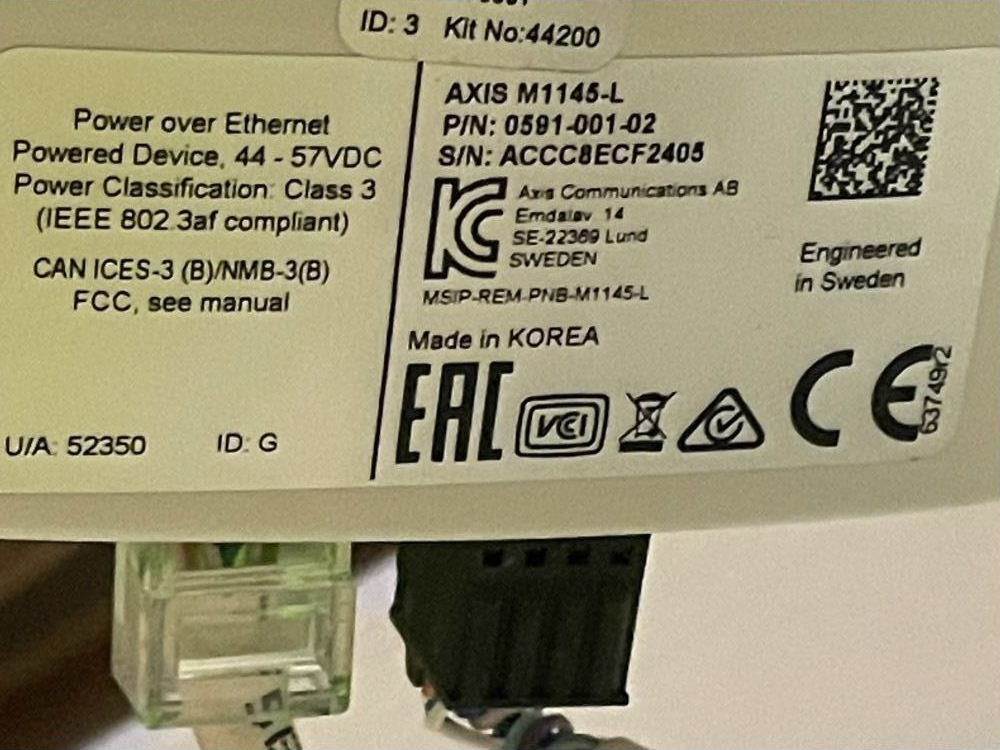 ID: 3 Kit No:44200
Power over Ethernet
Powered Device, 44 - 57VDC
Power Classification: Class 3
(IEEE 802.3af compliant)
CAN ICES-3 (B)/NMB-3(B)
FCC, see manual
U/A: 52350 ID: G
AXIS M1145-L
P/N: 0591-001-02
S/N: ACCC8ECF2405
Axis Communications AB
Emdalav. 14
SE-22369 Lund
SWEDEN
MSIP-REM-PNB-M1145-L
Engineered
in Sweden
Made in KOREA
EAC
VCI
CE
63749r2